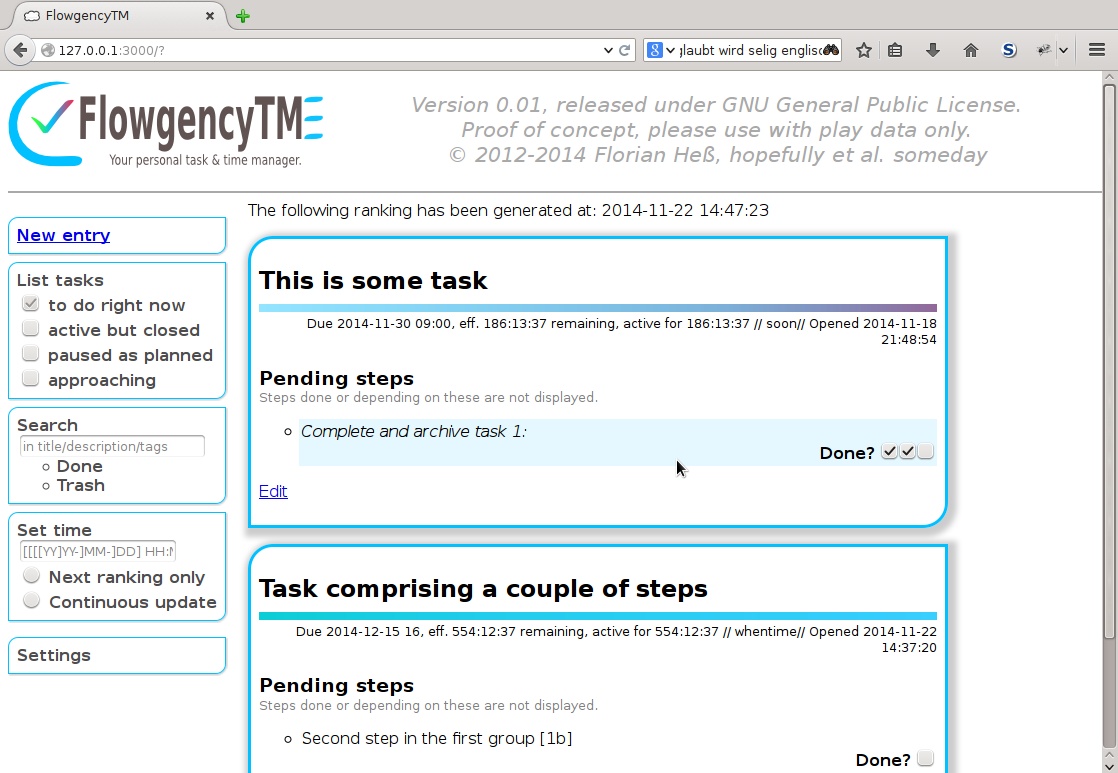 FlowgencyTM
127.0.0.1:3000/?
laubt wird selig englisc
FlowgencyTM
Your personal task & time manager.
Version 0.01, released under GNU General Public License.
Proof of concept, please use with play data only.
© 2012-2014 Florian Heß, hopefully et al. someday
The following ranking has been generated at: 2014-11-22 14:47:23
New entry
List tasks
to do right now
active but closed
paused as planned
approaching
Search
in title/description/tags
Done
Trash
Set time
[[[[YY]YY-]MM-]DD] HH:
Next ranking only
Continuous update
Settings
This is some task
Due 2014-11-30 09:00, eff. 186:13:37 remaining, active for 186:13:37 // soon// Opened 2014-11-18
21:48:54
Pending steps
Steps done or depending on these are not displayed.
Complete and archive task 1:
Done?
Edit
Task comprising a couple of steps
Due 2014-12-15 16, eff. 554:12:37 remaining, active for 554:12:37 // whentime// Opened 2014-11-22
14:37:20
Pending steps
Steps done or depending on these are not displayed.
Second step in the first group [1b]
Done?